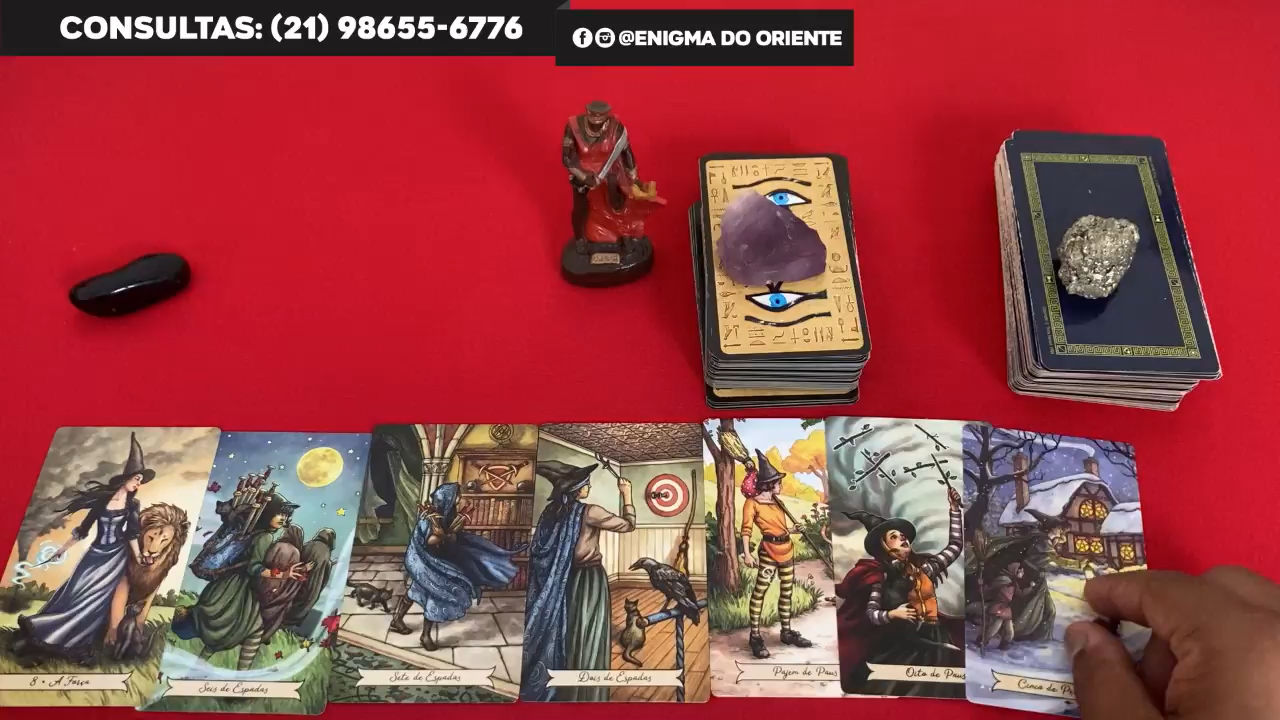 CONSULTAS: (21) 98655-6776
@ENIGMA DO ORIENTE
8 • A Força
Seis de Espadas
Sete de Espadas
Dois de Espadas
Pajem de Paus
Oito de Paus
Cinco de